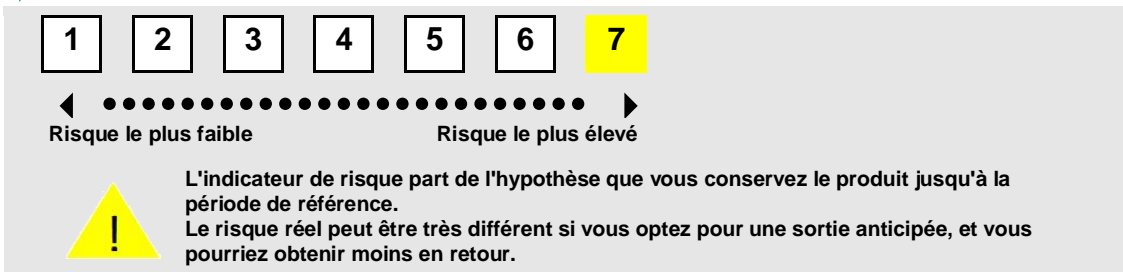 1 2 3 4 5 6 7
Risque le plus faible Risque le plus élevé
!
L'indicateur de risque part de l'hypothèse que vous conservez le produit jusqu'à la
période de référence.
Le risque réel peut être très différent si vous optez pour une sortie anticipée, et vous
pourriez obtenir moins en retour.